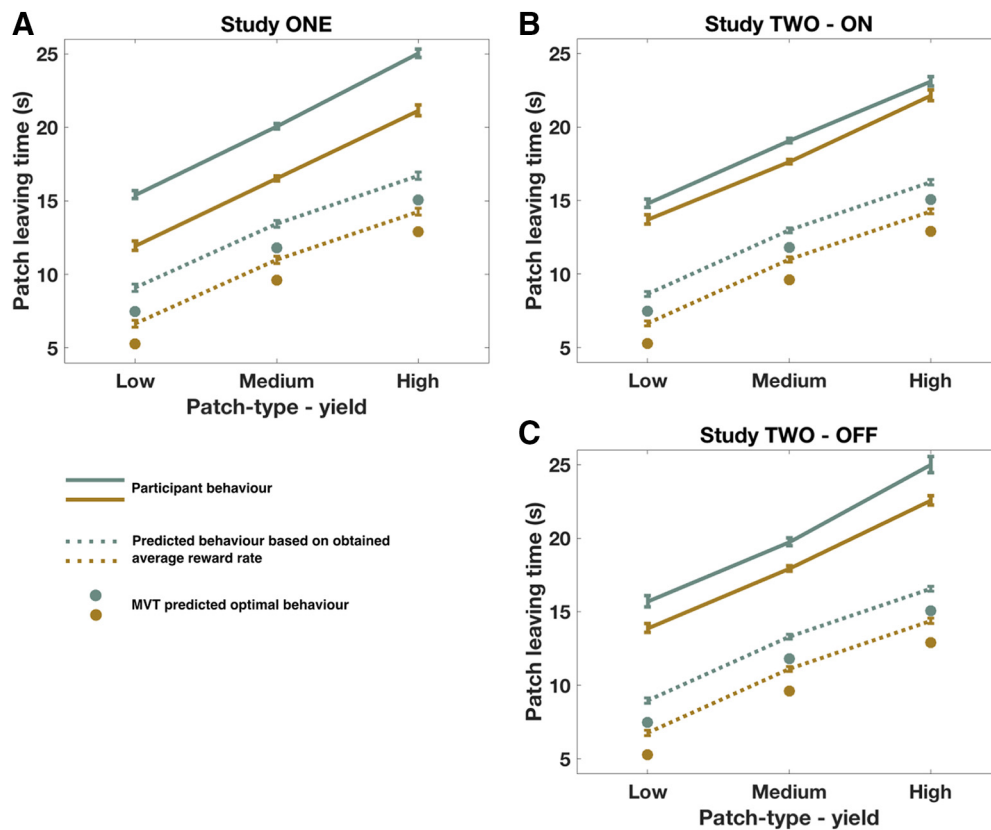 A
Study ONE
Patch leaving time (s)
25
20
15
10
5
Low Medium High
Patch-type - yield
B
Study TWO - ON
Patch leaving time (s)
25
20
15
10
5
Low Medium High
C
Study TWO - OFF
Patch leaving time (s)
25
20
15
10
5
Low Medium High
Patch-type - yield
Participant behaviour
Predicted behaviour based on obtained
average reward rate
MVT predicted optimal behaviour